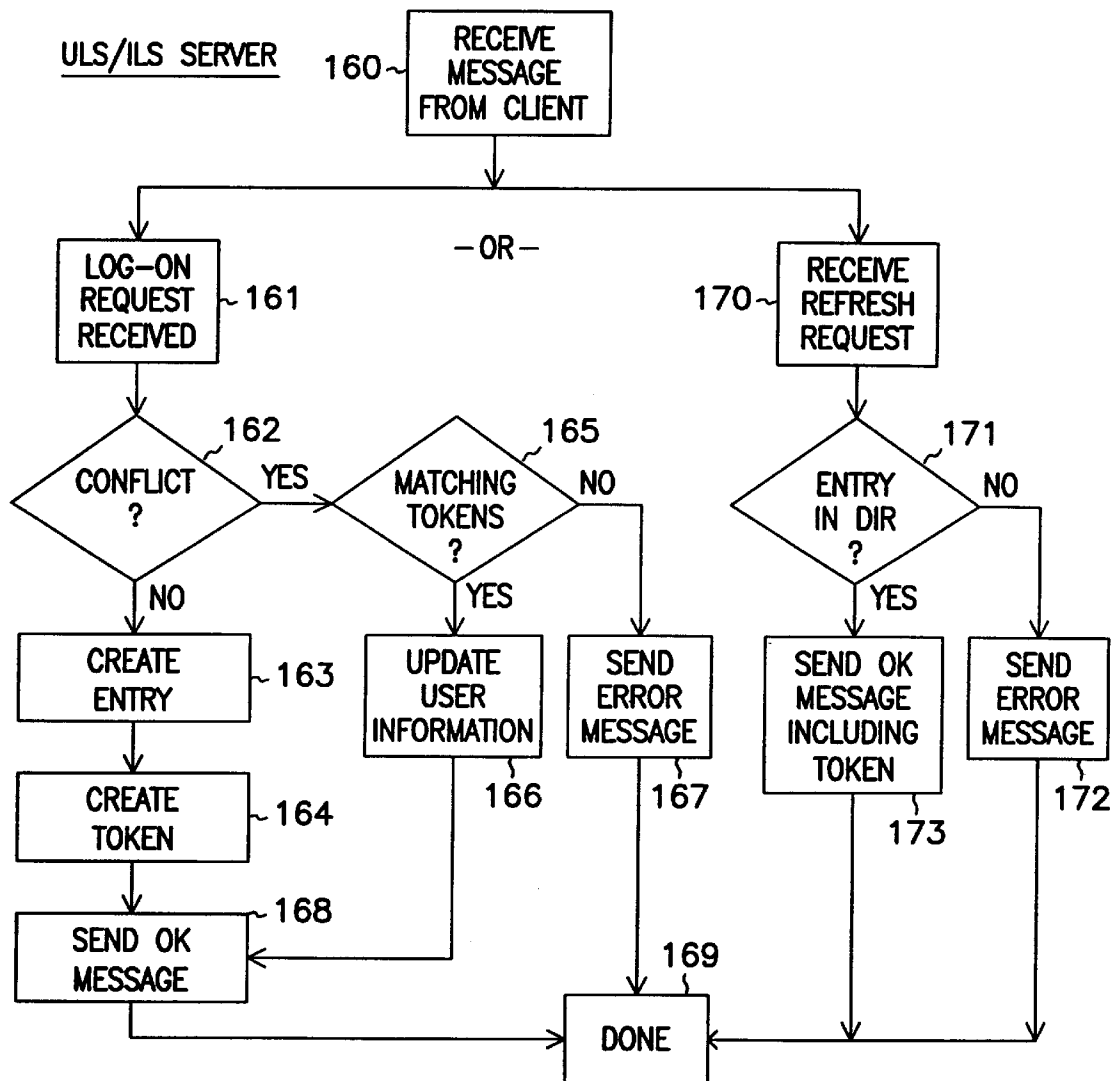 ULS/ILS SERVER
160
RECEIVE
MESSAGE
FROM CLIENT
-OR-
LOG-ON
REQUEST
RECEIVED
161
170
RECEIVE
REFRESH
REQUEST
CONFLICT
?
162
YES
NO
MATCHING
TOKENS
?
165
NO
YES
ENTRY
IN DIR
?
171
NO
YES
CREATE
ENTRY
163
UPDATE
USER
INFORMATION
166
SEND
ERROR
MESSAGE
167
SEND OK
MESSAGE
INCLUDING
TOKEN
173
SEND
ERROR
MESSAGE
172
CREATE
TOKEN
164
168
SEND OK
MESSAGE
169
DONE